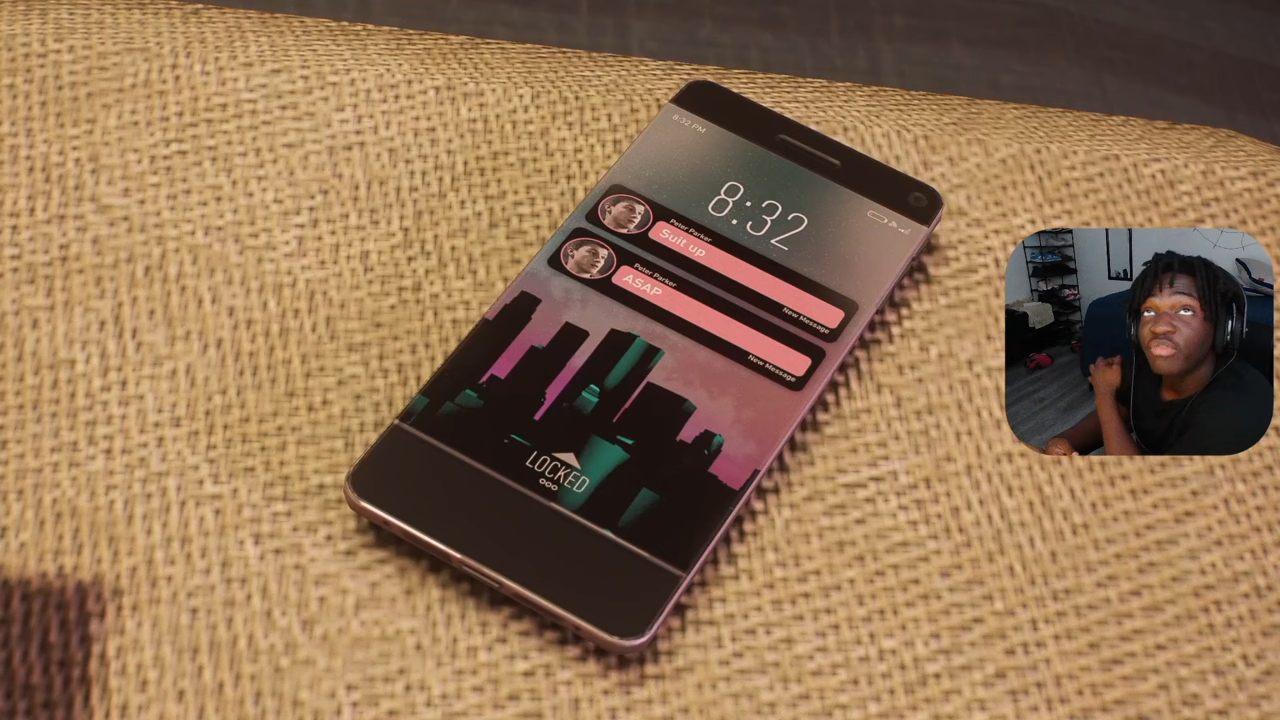 8:32 PM
8:32
Peter Parker
Suit up
New Message
Peter Parker
ASAP
New Message
LOCKED